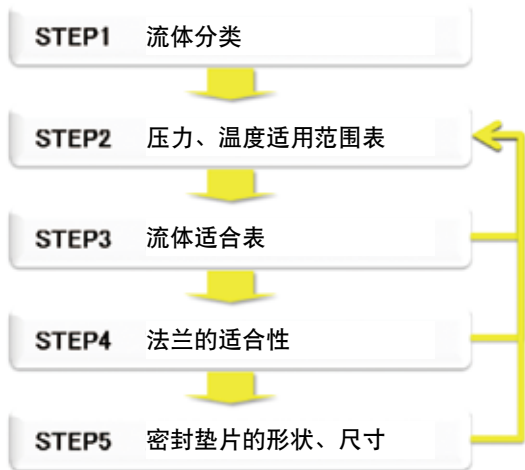 STEP1 流体分类
STEP2 压力、温度适用范围表
STEP3 流体适合表
STEP4 法兰的适合性
STEP5 密封垫片的形状、尺寸